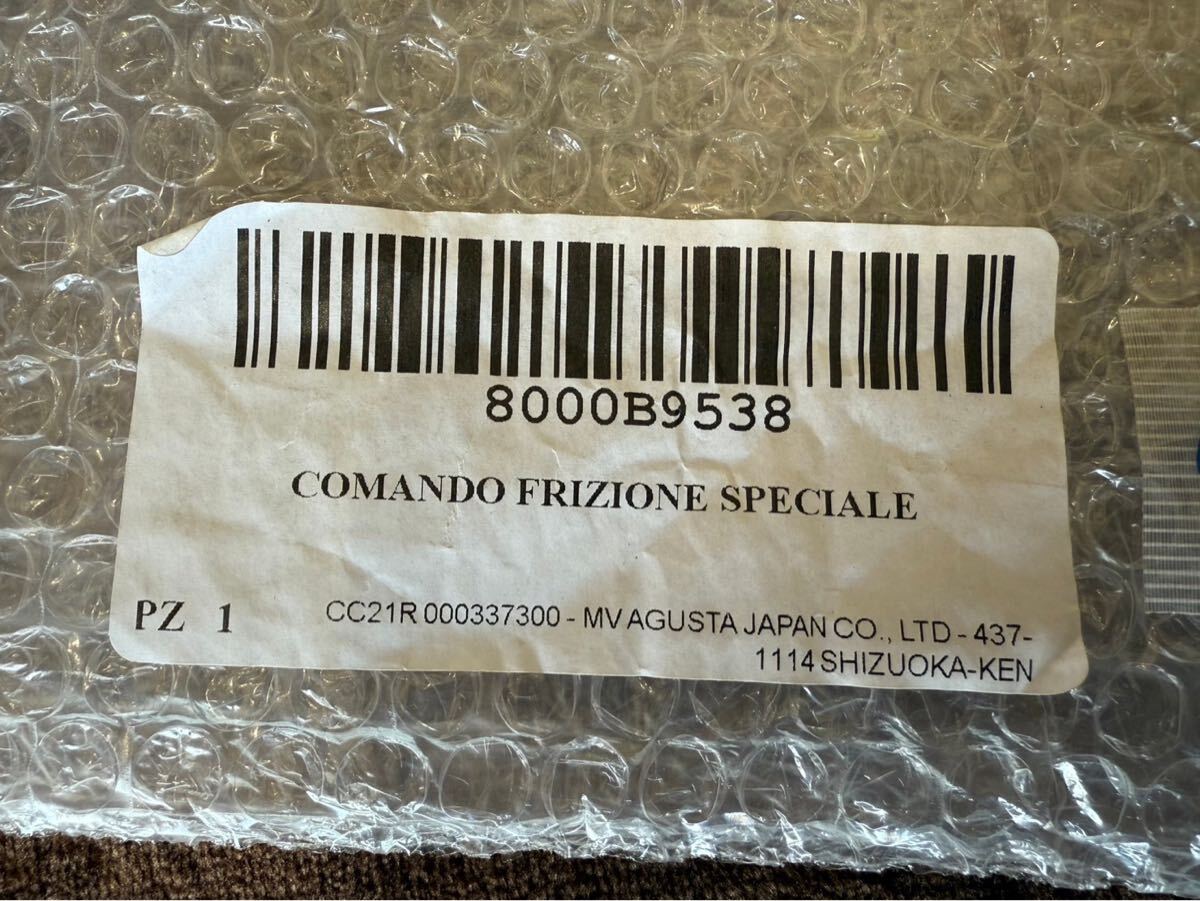 8000B9538
COMANDO FRIZIONE SPECIALE
PZ 1
CC21R 000337300 - MV AGUSTA JAPAN CO., LTD - 437-
1114 SHIZUOKA-KEN